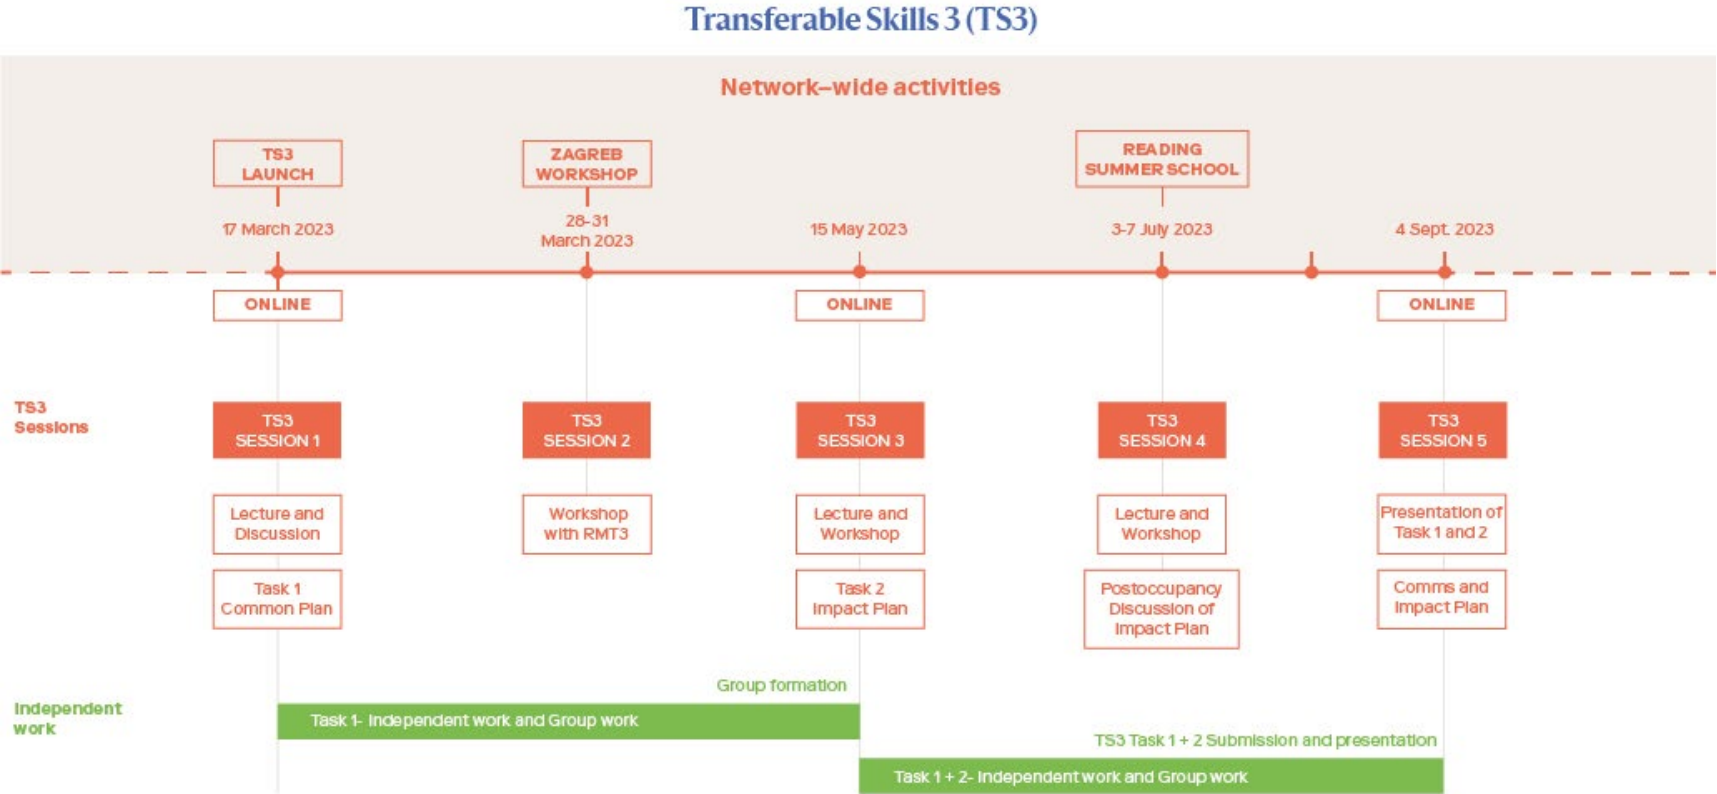 Transferable Skills 3 (TS3)
Network–wide activities
TS3
LAUNCH
ZAGREB
WORKSHOP
READING
SUMMER SCHOOL
17 March 2023
28-31
March 2023
15 May 2023
3-7 July 2023
4 Sept. 2023
ONLINE
ONLINE
ONLINE
TS3
Sessions
TS3
SESSION 1
TS3
SESSION 2
TS3
SESSION 3
TS3
SESSION 4
TS3
SESSION 5
Lecture and
Discussion
Workshop
with RMT3
Lecture and
Workshop
Lecture and
Workshop
Presentation of
Task 1 and 2
Task 1
Common Plan
Task 2
Impact Plan
Postoccupancy
Discussion of
Impact Plan
Comms and
Impact Plan
Independent
work
Group formation
Task 1- Independent work and Group work
TS3 Task 1 + 2 Submission and presentation
Task 1 + 2- Independent work and Group work